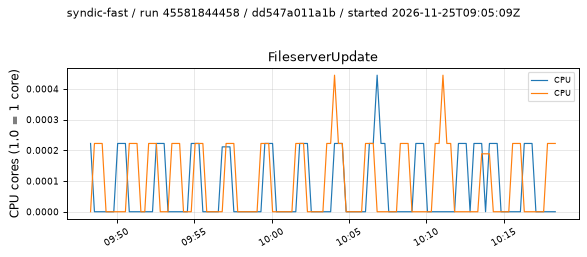 syndic-fast / run 45581844458 / dd547a011a1b / started 2026-11-25T09:05:09Z
FileserverUpdate
CPU cores (1.0 = 1 core)
0.0004
0.0003
0.0002
0.0001
0.0000
CPU
CPU
09:50
09:55
10:00
10:05
10:10
10:15